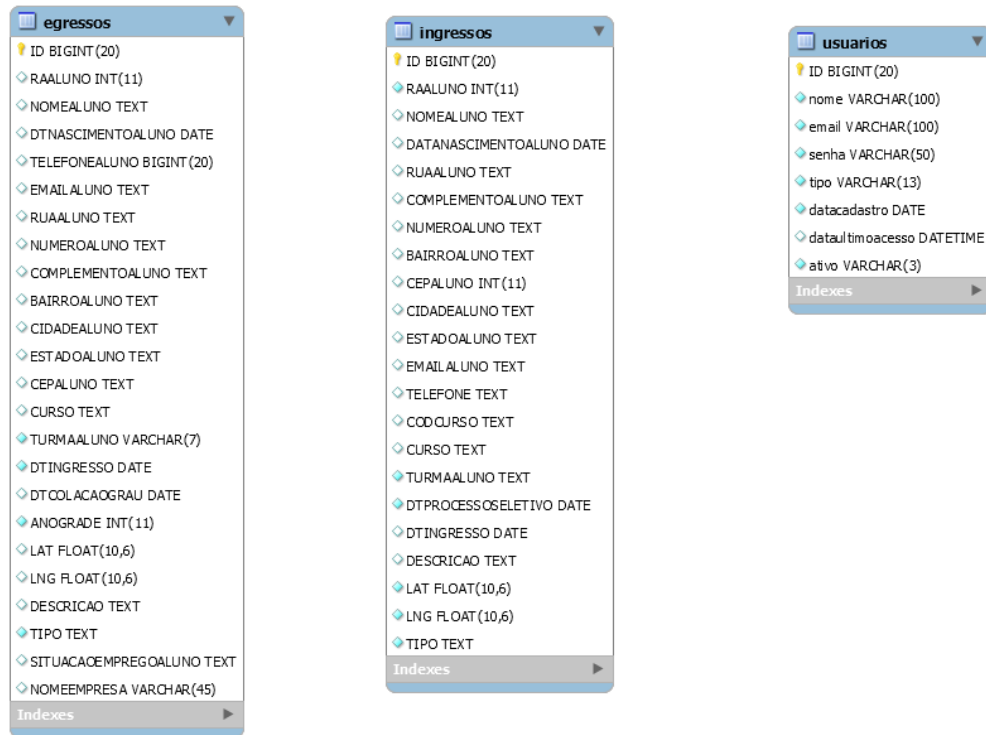 egressos
ID BIGINT(20)
RAALUNO INT(11)
NOMEALUNO TEXT
DTNASCIMENTOALUNO DATE
TELEFONEALUNO BIGINT(20)
EMAILALUNO TEXT
RUAALUNO TEXT
NUMEROALUNO TEXT
COMPLEMENTOALUNO TEXT
BAIRROALUNO TEXT
CIDADEALUNO TEXT
ESTADOALUNO TEXT
CEPALUNO TEXT
CURSO TEXT
TURMAALUNO VARCHAR(7)
DTINGRESSO DATE
DTCOLACAOGRAU DATE
ANOGRADE INT(11)
LAT FLOAT(10,6)
LNG FLOAT(10,6)
DESCRICAO TEXT
TIPO TEXT
SITUACAOEMPREGOALUNO TEXT
NOMEEMPRESA VARCHAR(45)
Indexes
ingressos
ID BIGINT(20)
RAALUNO INT(11)
NOMEALUNO TEXT
DATANASCIMENTOALUNO DATE
RUAALUNO TEXT
COMPLEMENTOALUNO TEXT
NUMEROALUNO TEXT
BAIRROALUNO TEXT
CEPALUNO INT(11)
CIDADEALUNO TEXT
ESTADOALUNO TEXT
EMAILALUNO TEXT
TELEFONE TEXT
CODCURSO TEXT
CURSO TEXT
TURMAALUNO TEXT
DTPROCESSOSELETIVO DATE
DTINGRESSO DATE
DESCRICAO TEXT
LAT FLOAT(10,6)
LNG FLOAT(10,6)
TIPO TEXT
Indexes
usuarios
ID BIGINT(20)
nome VARCHAR(100)
email VARCHAR(100)
senha VARCHAR(50)
tipo VARCHAR(13)
datacadastro DATE
dataultimoacesso DATETIME
ativo VARCHAR(3)
Indexes